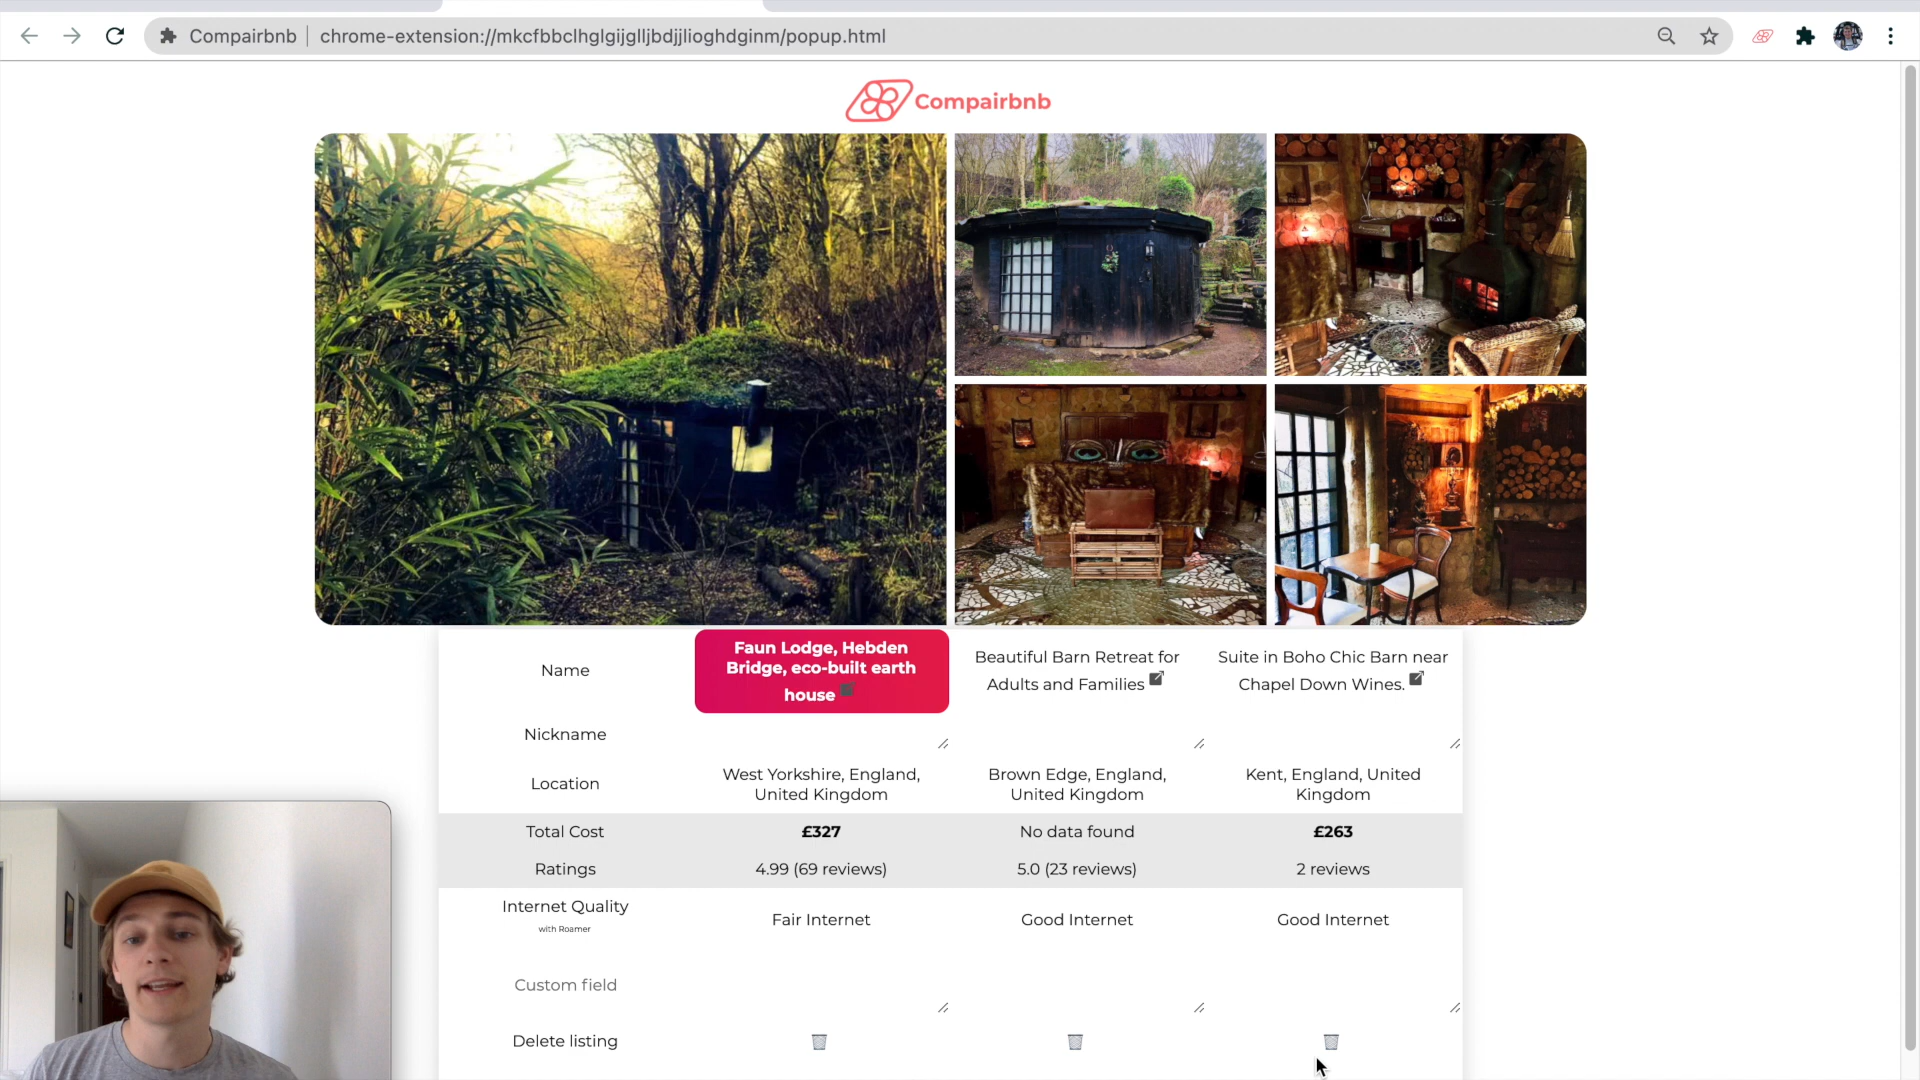 Compairbnb
chrome-extension://mkcfbbclhglgijglljbdjjlioghdginm/popup.html
Compairbnb
Name
Faun Lodge, Hebden
Bridge, eco-built earth
house
Beautiful Barn Retreat for
Adults and Families
Suite in Boho Chic Barn near
Chapel Down Wines.
Nickname
Location
West Yorkshire, England,
United Kingdom
Brown Edge, England,
United Kingdom
Kent, England, United
Kingdom
Total Cost
£327
No data found
£263
Ratings
4.99 (69 reviews)
5.0 (23 reviews)
2 reviews
Internet Quality
with Roamer
Fair Internet
Good Internet
Good Internet
Custom field
Delete listing